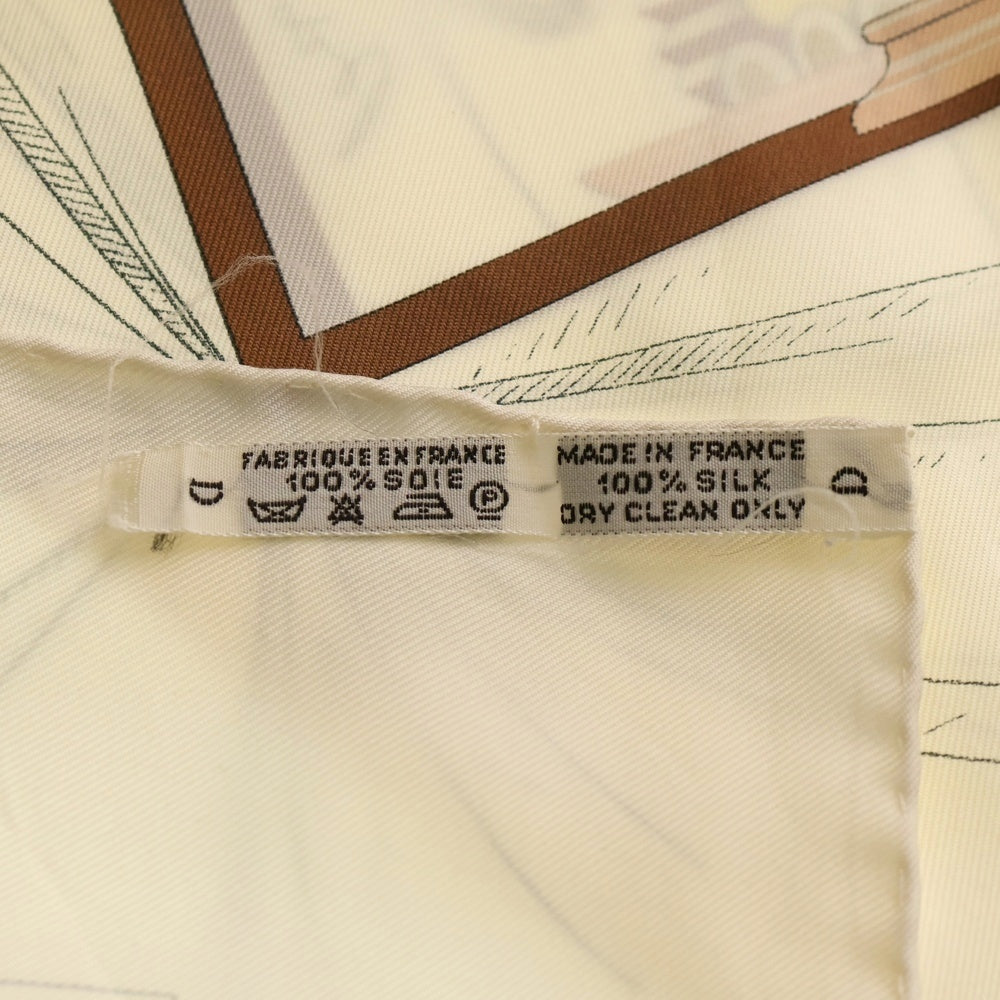 D
FABRIQUE EN FRANCE
100% SOIE
P
MADE IN FRANCE
100% SILK
DRY CLEAN ONLY
D